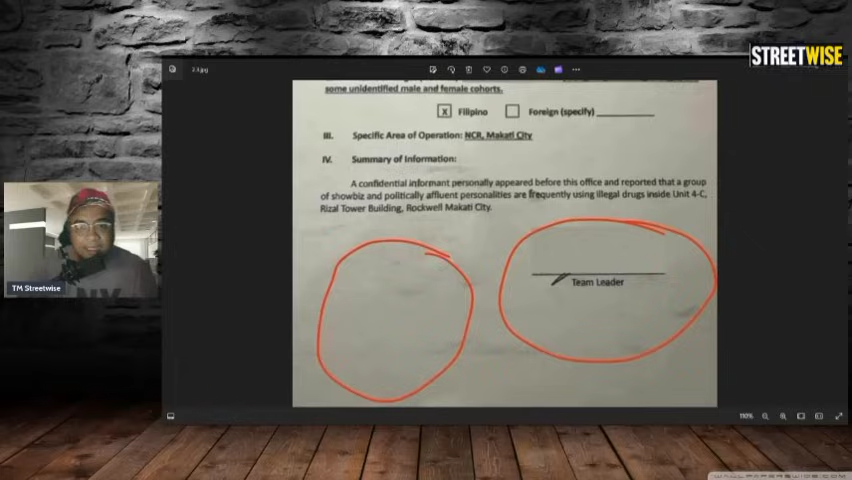 STREETWISE
2.3.jpg
some unidentified male and female cohorts.
X Filipino Foreign (specify)
III. Specific Area of Operation: NCR, Makati City
IV. Summary of Information:
A confidential informant personally appeared before this office and reported that a group
of showbiz and politically affluent personalities are frequently using illegal drugs inside Unit 4-C,
Rizal Tower Building, Rockwell Makati City.
Team Leader
TM Streetwise
110%